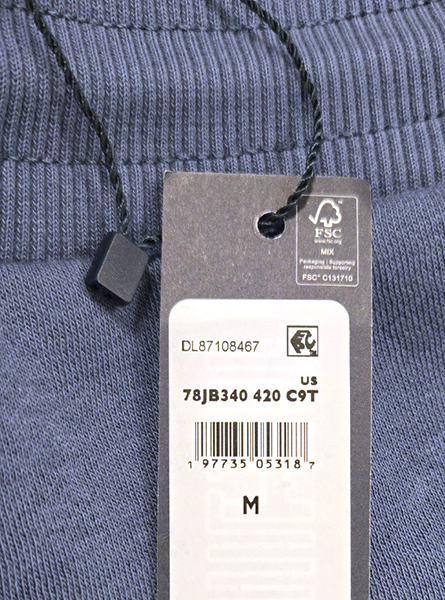 FSC
www.fsc.org
MIX
Packaging | Supporting
responsible forestry
FSC® C131710
DL87108467
US
78JB340 420 C9T
1 97735 05318 7
M